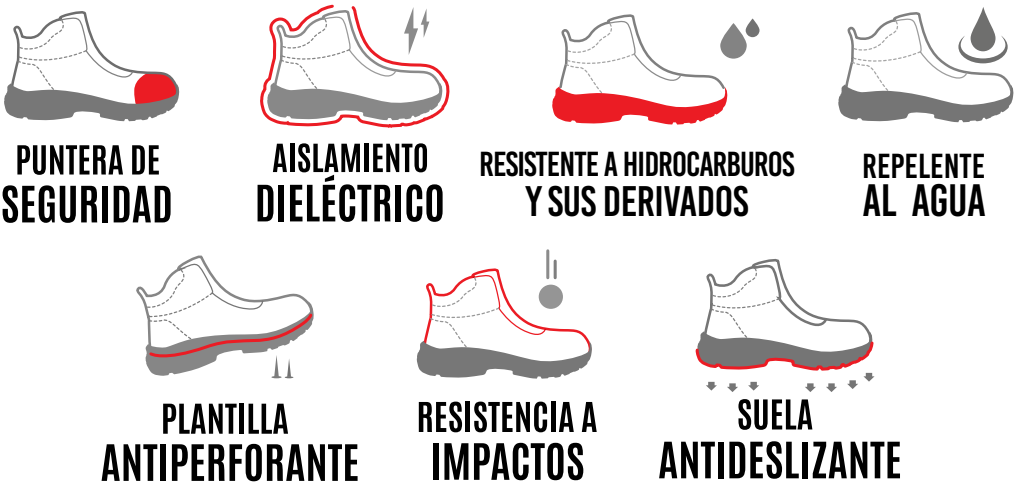 PUNTERA DE
SEGURIDAD
AISLAMIENTO
DIELÉCTRICO
RESISTENTE A HIDROCARBUROS
Y SUS DERIVADOS
REPELENTE
AL AGUA
PLANTILLA
ANTIPERFORANTE
RESISTENCIA A
IMPACTOS
SUELA
ANTIDESLIZANTE